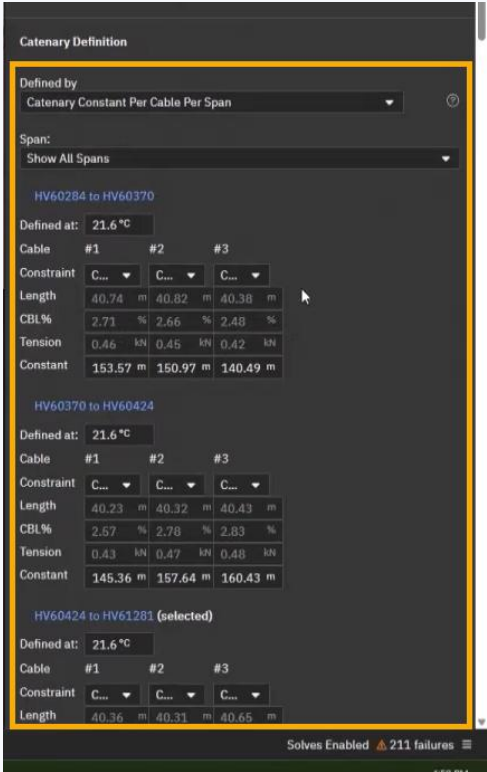 Catenary Definition
Defined by
Catenary Constant Per Cable Per Span
Span:
Show All Spans
HV60284 to HV60370
Defined at: 21.6 °C
Cable #1 #2 #3
Constraint C... C... C...
Length 40.74 m 40.82 m 40.38 m
CBL% 2.71 % 2.66 % 2.48 %
Tension 0.46 kN 0.45 kN 0.42 kN
Constant 153.57 m 150.97 m 140.49 m
HV60370 to HV60424
Defined at: 21.6 °C
Cable #1 #2 #3
Constraint C... C... C...
Length 40.23 m 40.32 m 40.43 m
CBL% 2.57 % 2.78 % 2.83 %
Tension 0.43 kN 0.47 kN 0.48 kN
Constant 145.36 m 157.64 m 160.43 m
HV60424 to HV61281 (selected)
Defined at: 21.6 °C
Cable #1 #2 #3
Constraint C... C... C...
Length 40.36 m 40.31 m 40.65 m
Solves Enabled 211 failures